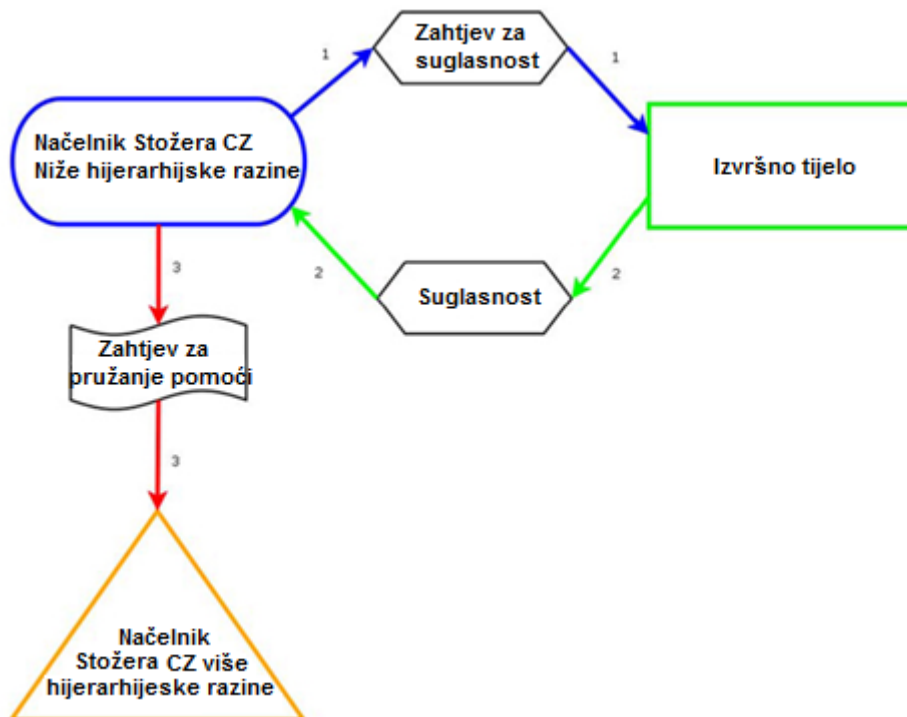 Zahtjev za
suglasnost
1
1
Načelnik Stožera CZ
Niže hijerarhijske razine
Izvršno tijelo
2
2
Suglasnost
3
Zahtjev za
pružanje pomoći
3
Načelnik
Stožera CZ više
hijerarhijeske razine